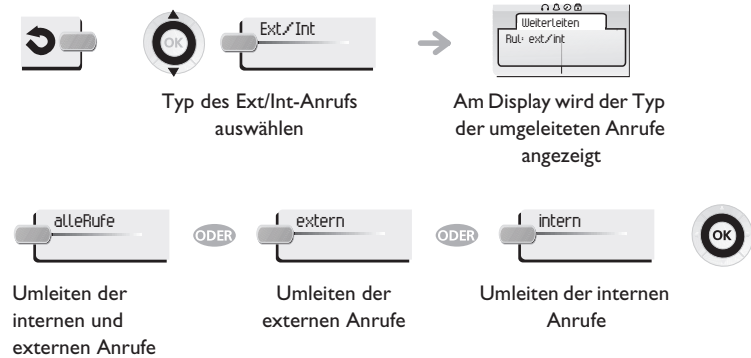 OK
Ext/Int
Weiterleiten
Rul: ext/int
Typ des Ext/Int-Anrufs
auswählen
Am Display wird der Typ
der umgeleiteten Anrufe
angezeigt
alleRufe
ODER
extern
ODER
intern
OK
Umleiten der
internen und
externen Anrufe
Umleiten der
externen Anrufe
Umleiten der internen
Anrufe